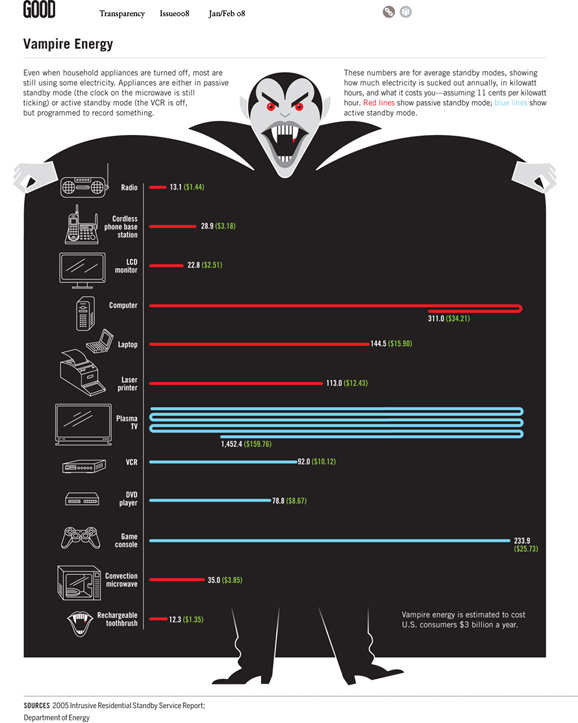 GOOD
Transparency Issue008 Jan/Feb 08
Vampire Energy
Even when household appliances are turned off, most are
still using some electricity. Appliances are either in passive
standby mode (the clock on the microwave is still
ticking) or active standby mode (the VCR is off,
but programmed to record something.
These numbers are for average standby modes, showing
how much electricity is sucked out annually, in kilowatt
hours, and what it costs you—assuming 11 cents per kilowatt
hour. Red lines show passive standby mode; blue lines show
active standby mode.
Radio 13.1 ($1.44)
Cordless
phone base
station
28.9 ($3.18)
LCD
monitor
22.8 ($2.51)
Computer
311.0 ($34.21)
Laptop 144.5 ($15.90)
Laser
printer
113.0 ($12.43)
Plasma
TV
1,452.4 ($159.76)
VCR 92.0 ($10.12)
DVD
player
78.8 ($8.67)
Game
console
233.9
($25.73)
Convection
microwave
35.0 ($3.85)
Rechargeable
toothbrush
12.3 ($1.35)
Vampire energy is estimated to cost
U.S. consumers $3 billion a year.
SOURCES 2005 Intrusive Residential Standby Service Report;
Department of Energy